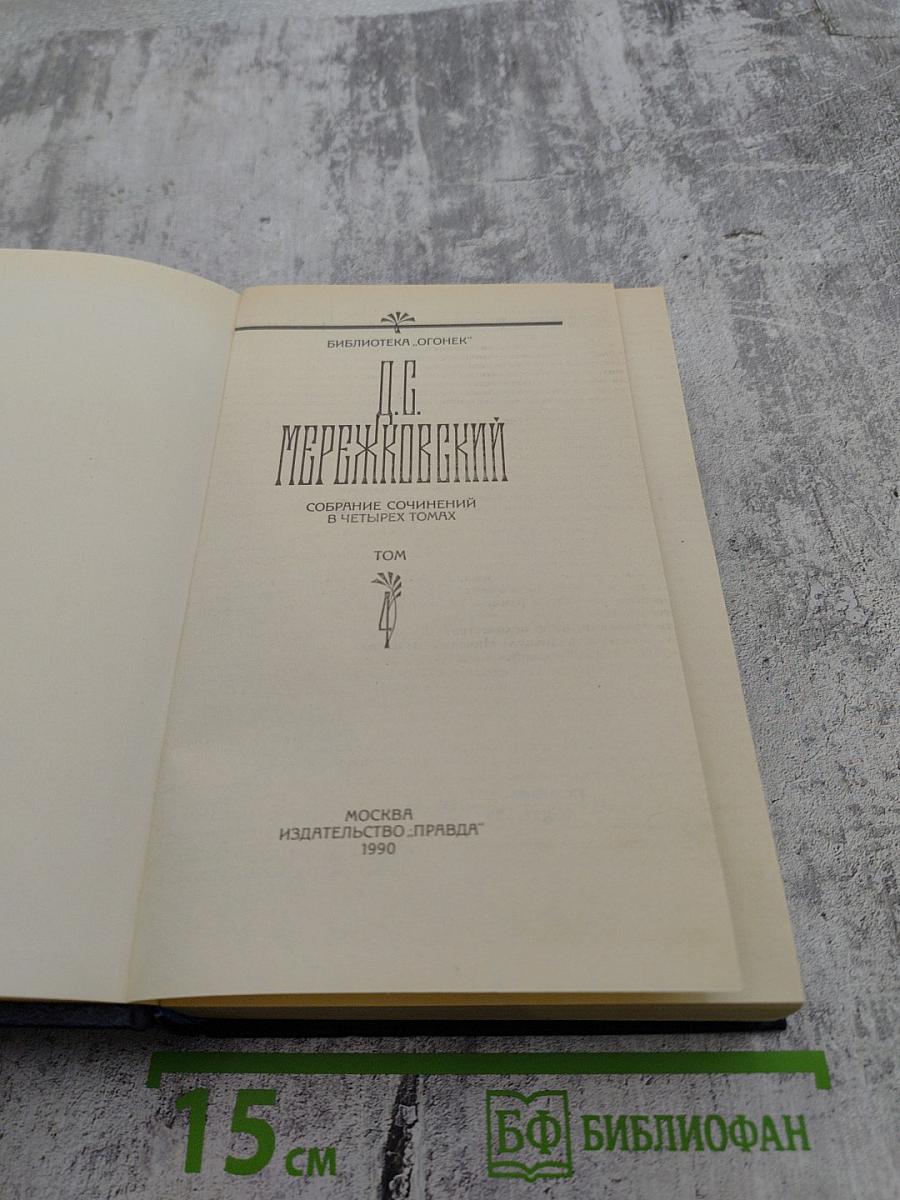 БИБЛИОТЕКА „ОГОНЕК"
Д.С.
МЕРЕЖКОВСКИЙ
СОБРАНИЕ СОЧИНЕНИЙ
В ЧЕТЫРЕХ ТОМАХ
ТОМ
4
МОСКВА
ИЗДАТЕЛЬСТВО „ПРАВДА"
1990
15 см
БФ БИБЛИОФАН